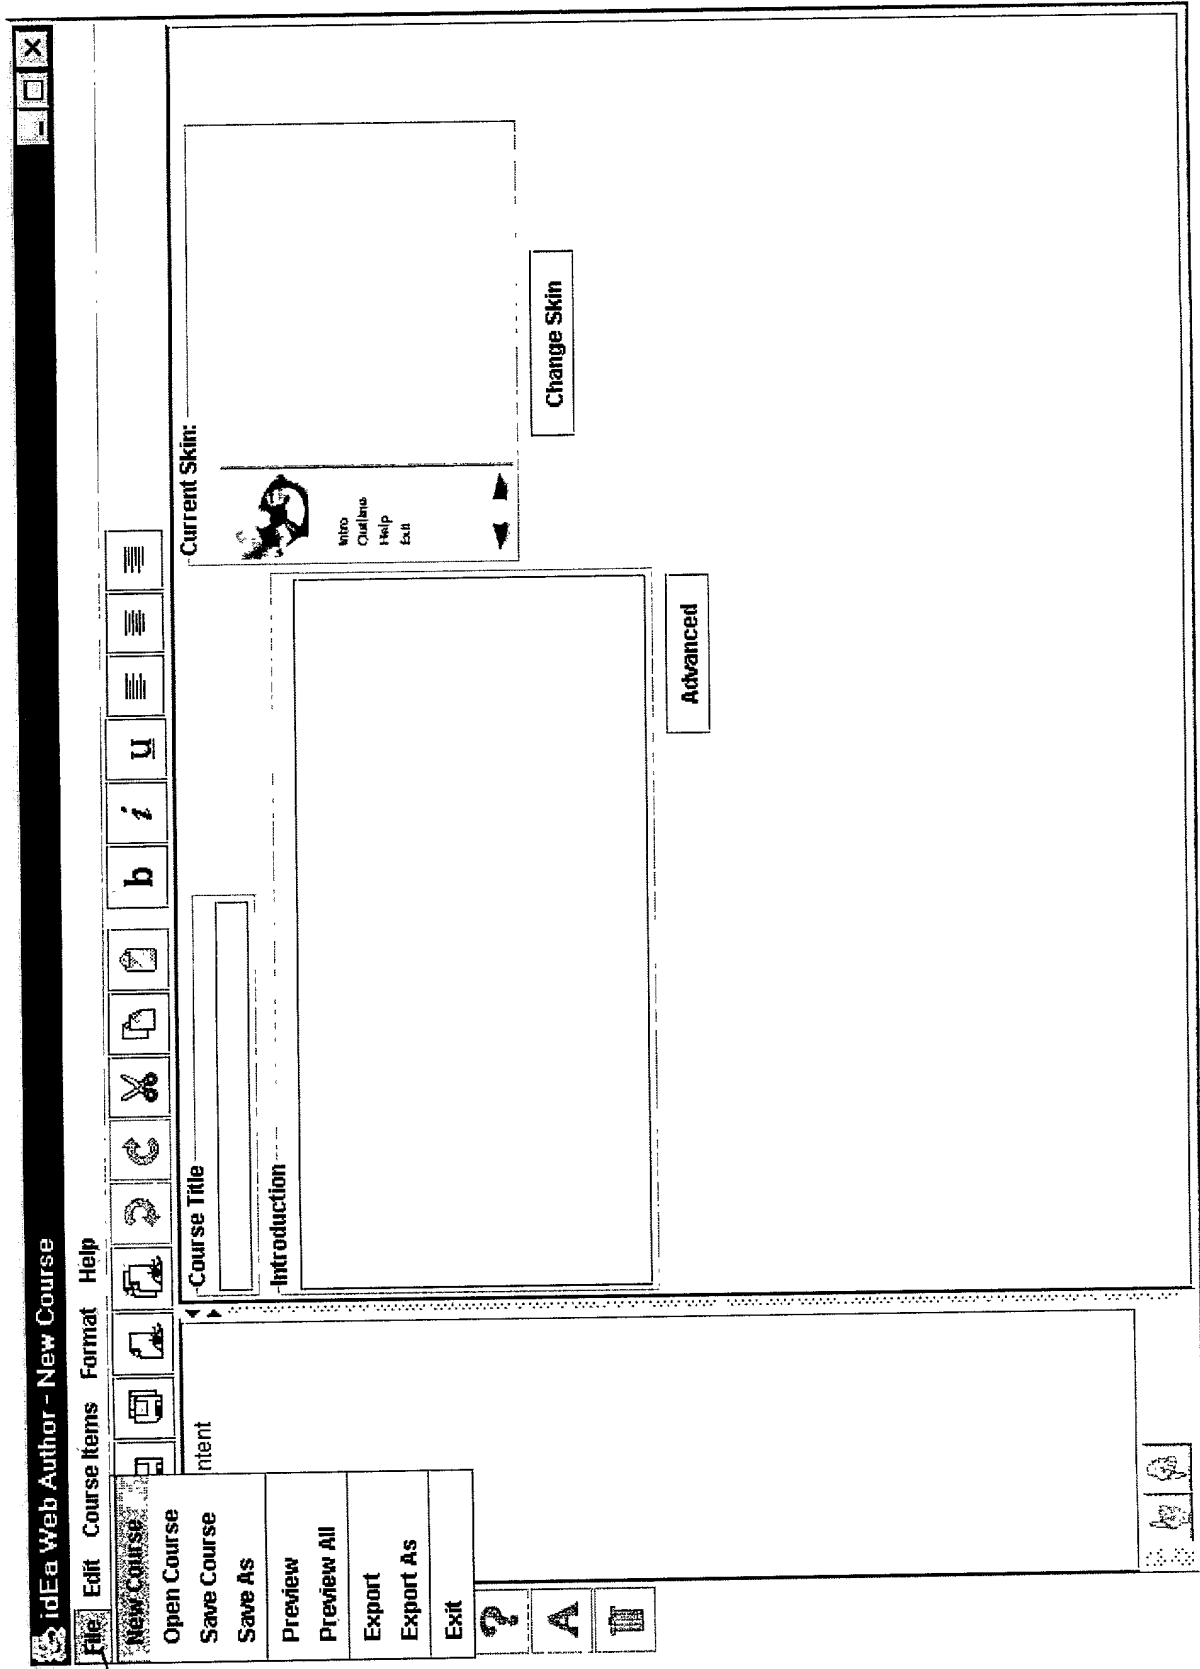 idEa Web Author - New Course
File Edit Course Items Format Help
b i u
New Course
Open Course
Save Course
Save As
Preview
Preview All
Export
Export As
Exit
ntent
? 
A
Course Title
Introduction
Advanced
Current Skin:
Intro
Outline
Help
Exit
Change Skin